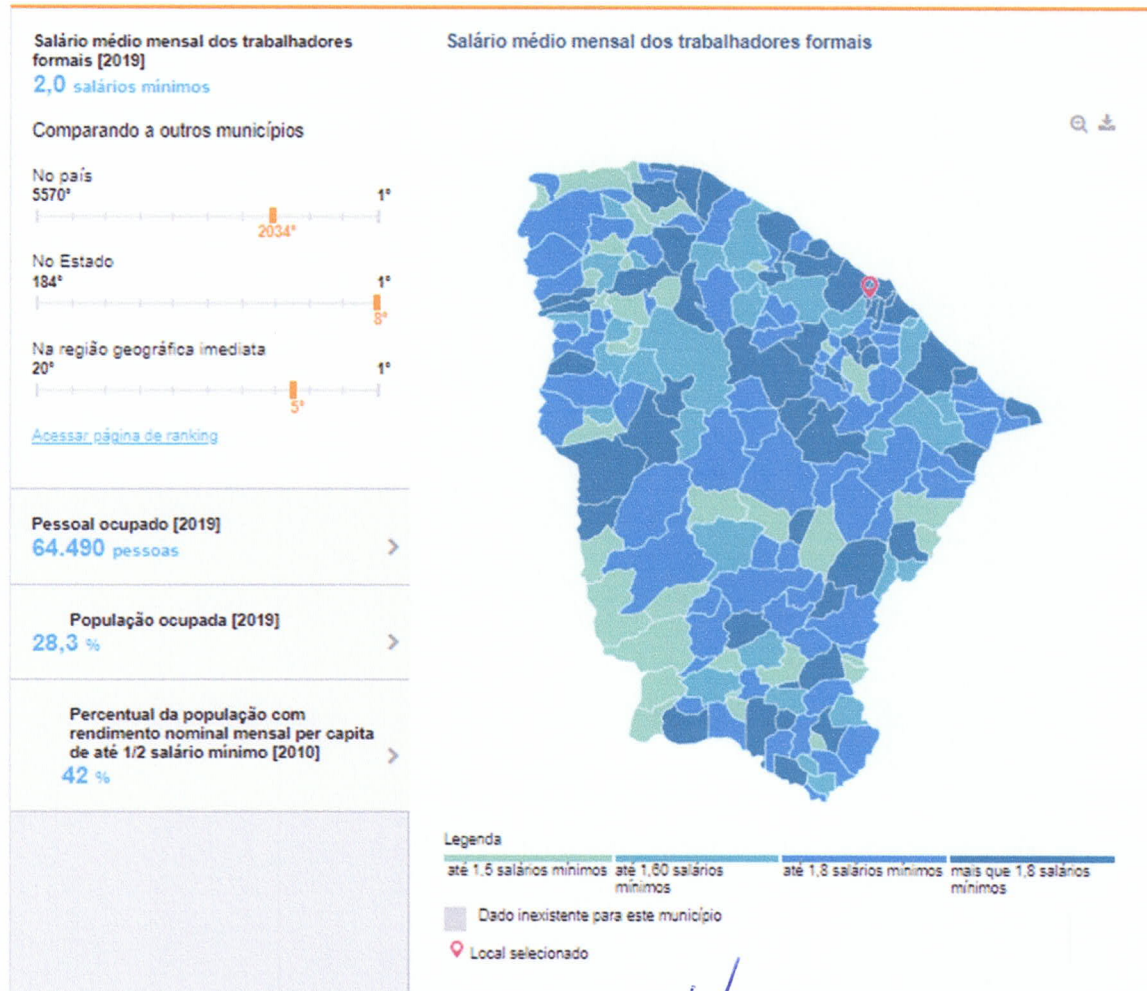 Salário médio mensal dos trabalhadores
formais [2019]
2,0 salários mínimos
Comparando a outros municípios
No país
5570° 1°
2034°
No Estado
184° 1°
8°
Na região geográfica imediata
20° 1°
5°
Acessar página de ranking
Pessoal ocupado [2019]
64.490 pessoas
População ocupada [2019]
28,3 %
Percentual da população com
rendimento nominal mensal per capita
de até 1/2 salário mínimo [2010]
42 %
Salário médio mensal dos trabalhadores formais
Legenda
até 1,5 salários mínimos
até 1,60 salários
mínimos
até 1,8 salários mínimos
mais que 1,8 salários
mínimos
Dado inexistente para este município
Local selecionado